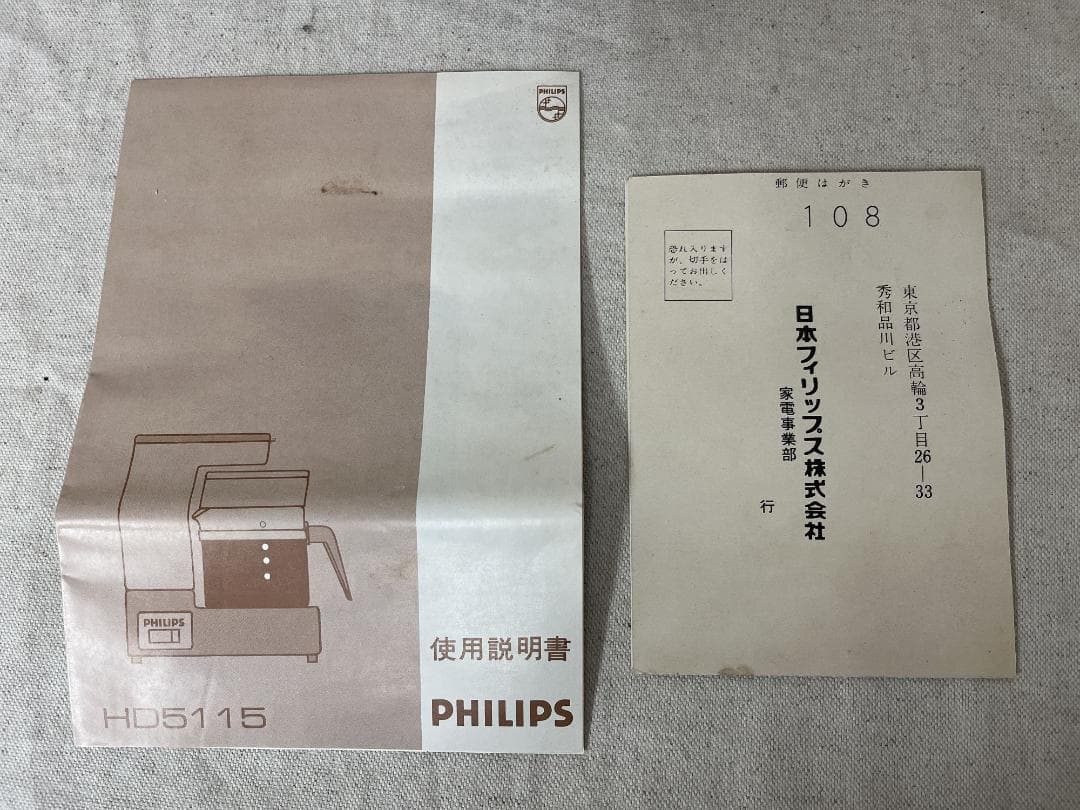 PHILIPS
PHILIPS
使用説明書
HD5115
PHILIPS
郵便はがき
108
恐れ入ります
が、切手をは
ってお出しく
ださい。
東京都港区高輪3丁目26―33
秀和品川ビル
日本フィリップス株式会社
家電事業部
行